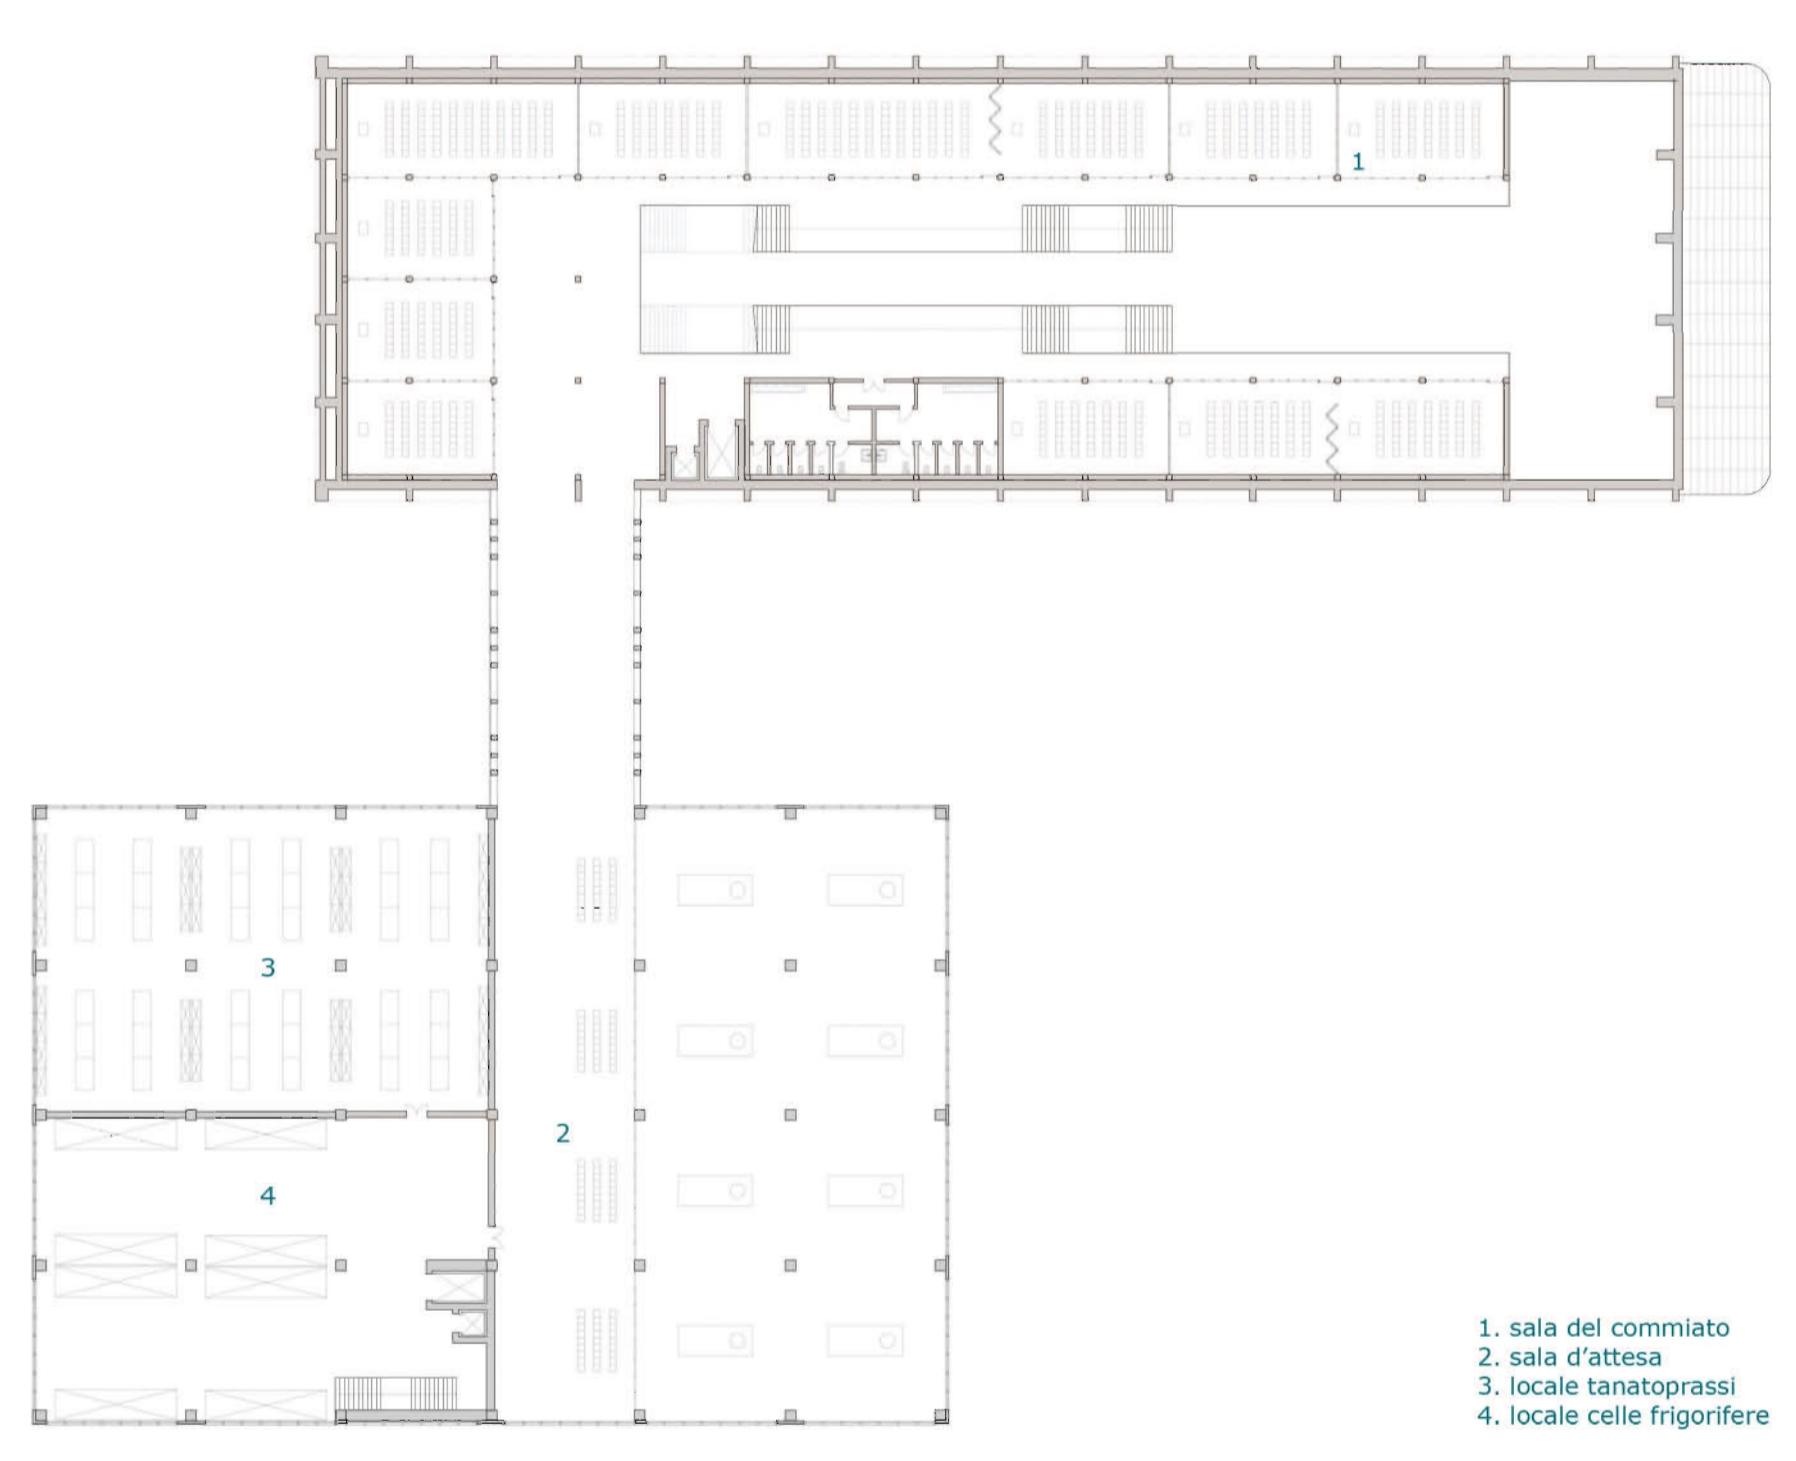 1
3
2
4
1. sala del commiato
2. sala d’attesa
3. locale tanatoprassi
4. locale celle frigorifere